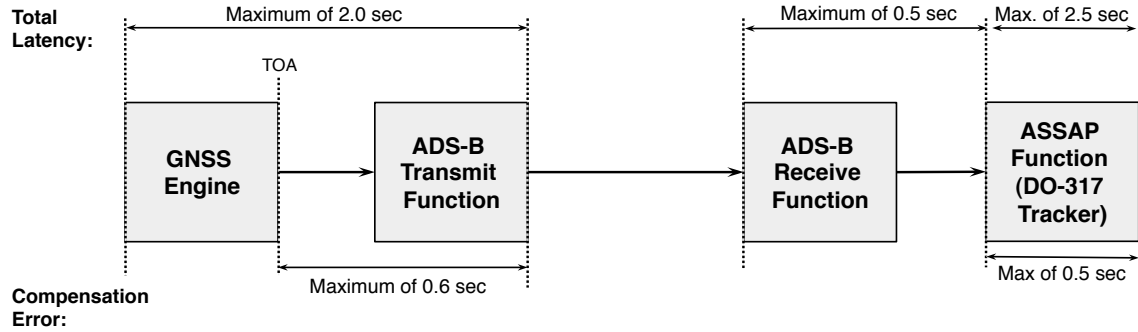 Total
Latency:
Maximum of 2.0 sec
Maximum of 0.5 sec
Max. of 2.5 sec
TOA
GNSS
Engine
ADS-B
Transmit
Function
ADS-B
Receive
Function
ASSAP
Function
(DO-317
Tracker)
Maximum of 0.6 sec
Max of 0.5 sec
Compensation
Error: